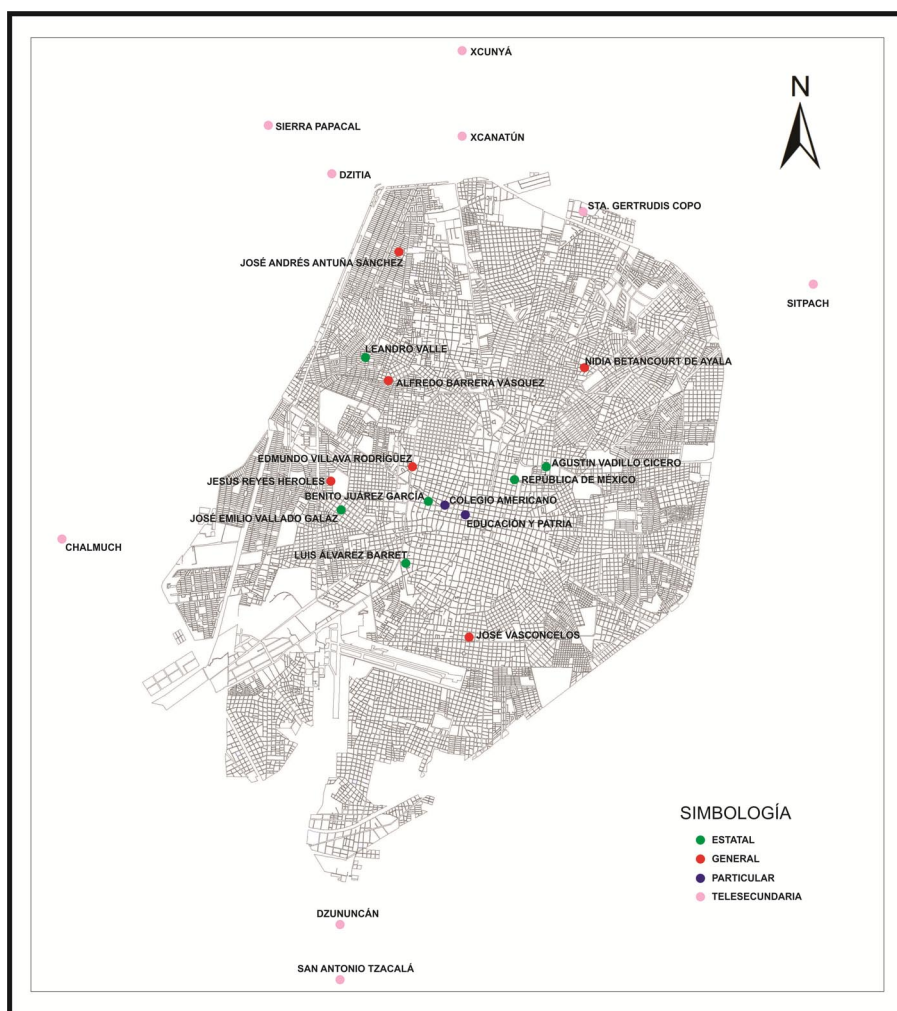 XCUNYÁ
SIERRA PAPACAL
XCANATÚN
N
DZITIA
STA. GERTRUDIS COPO
JOSÉ ANDRÉS ANTUÑA SÁNCHEZ
SITPACH
LEANDRO VALLE
NIDIA BETANCOURT DE AYALA
ALFREDO BARRERA VÁSQUEZ
EDMUNDO VILLAVA RODRÍGUEZ
AGUSTIN VADILLO CICERO
JESÚS REYES HEROLES
REPÚBLICA DE MÉXICO
BENITO JUÁREZ GARCÍA
COLEGIO AMERICANO
JOSÉ EMILIO VALLADO GALAZ
EDUCACIÓN Y PATRIA
CHALMUCH
LUIS ÁLVAREZ BARRET
JOSÉ VASCONCELOS
SIMBOLOGÍA
ESTATAL
GENERAL
PARTICULAR
TELESECUNDARIA
DZUNUNCÁN
SAN ANTONIO TZACALÁ